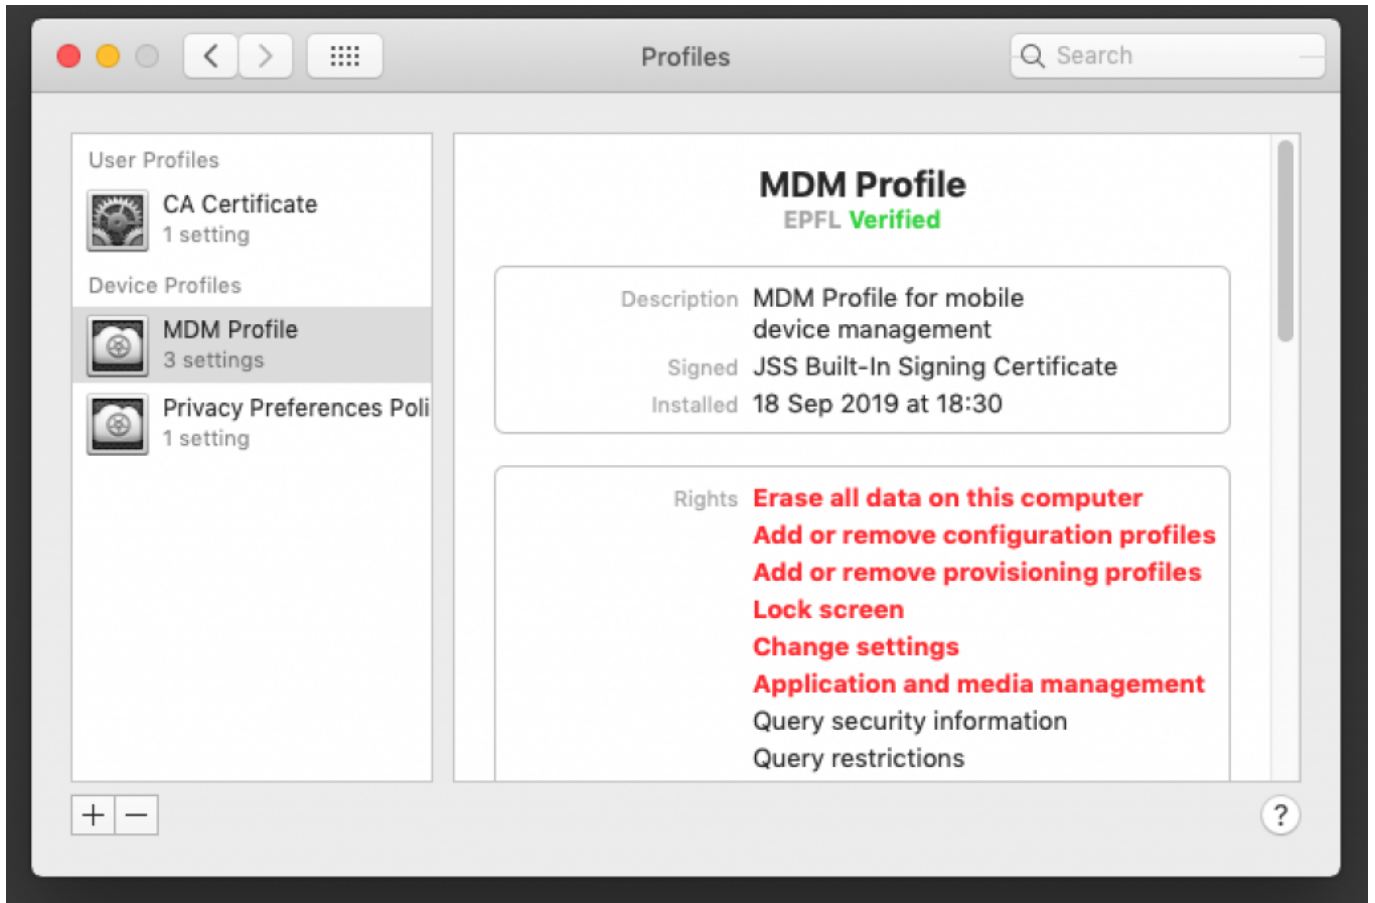 Profiles
Search
User Profiles
CA Certificate
1 setting
Device Profiles
MDM Profile
3 settings
Privacy Preferences Poli
1 setting
MDM Profile
EPFL Verified
Description MDM Profile for mobile
device management
Signed JSS Built-In Signing Certificate
Installed 18 Sep 2019 at 18:30
Rights Erase all data on this computer
Add or remove configuration profiles
Add or remove provisioning profiles
Lock screen
Change settings
Application and media management
Query security information
Query restrictions
+ −
?